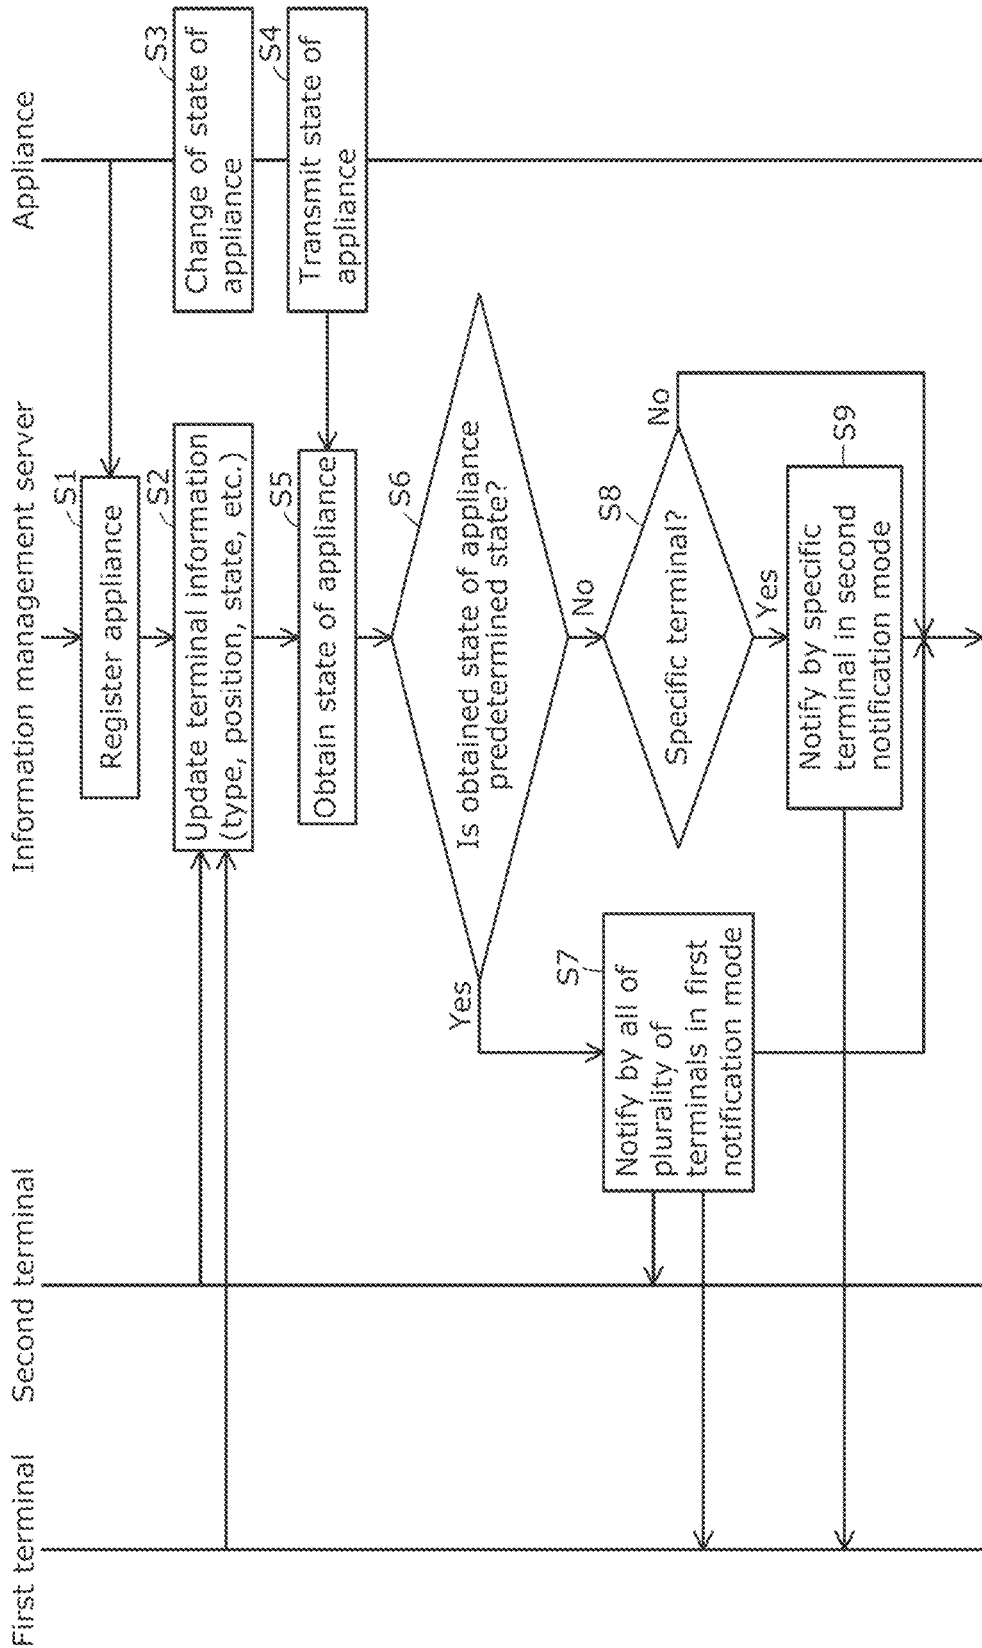 First terminal
Second terminal
Information management server
Appliance
S1
Register appliance
S2
Update terminal information
(type, position, state, etc.)
S3
Change of state of
appliance
S4
Transmit state of
appliance
S5
Obtain state of appliance
S6
Is obtained state of appliance
predetermined state?
Yes
No
S7
Notify by all of
plurality of
terminals in first
notification mode
S8
Specific terminal?
No
Yes
S9
Notify by specific
terminal in second
notification mode